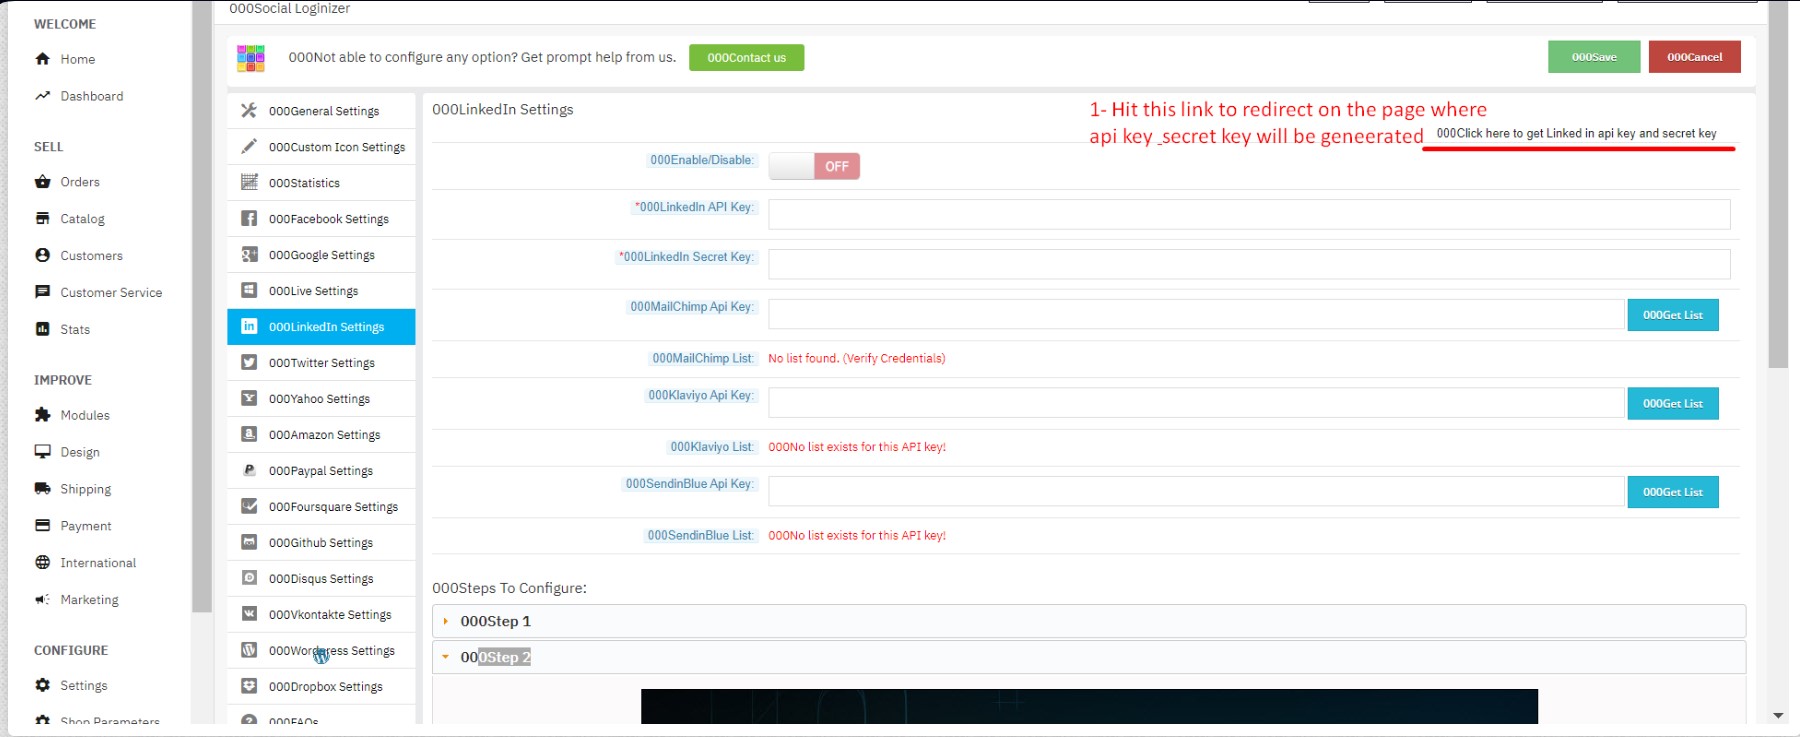 000Social Loginizer
WELCOME
Home
Dashboard
SELL
Orders
Catalog
Customers
Customer Service
Stats
IMPROVE
Modules
Design
Shipping
Payment
International
Marketing
CONFIGURE
Settings
Shop Parameters
000Not able to configure any option? Get prompt help from us.
000Contact us
000Save
000Cancel
000General Settings
000Custom Icon Settings
000Statistics
000Facebook Settings
000Google Settings
000Live Settings
000LinkedIn Settings
000Twitter Settings
000Yahoo Settings
000Amazon Settings
000Paypal Settings
000Foursquare Settings
000Github Settings
000Disqus Settings
000Vkontakte Settings
000Wordpress Settings
000Dropbox Settings
000FAQs
000LinkedIn Settings
1- Hit this link to redirect on the page where
api key _secret key will be geneerated
000Click here to get Linked in api key and secret key
000Enable/Disable:
OFF
*000LinkedIn API Key:
*000LinkedIn Secret Key:
000MailChimp Api Key:
000Get List
000MailChimp List:
No list found. (Verify Credentials)
000Klaviyo Api Key:
000Get List
000Klaviyo List:
000No list exists for this API key!
000SendinBlue Api Key:
000Get List
000SendinBlue List:
000No list exists for this API key!
000Steps To Configure:
000Step 1
000Step 2